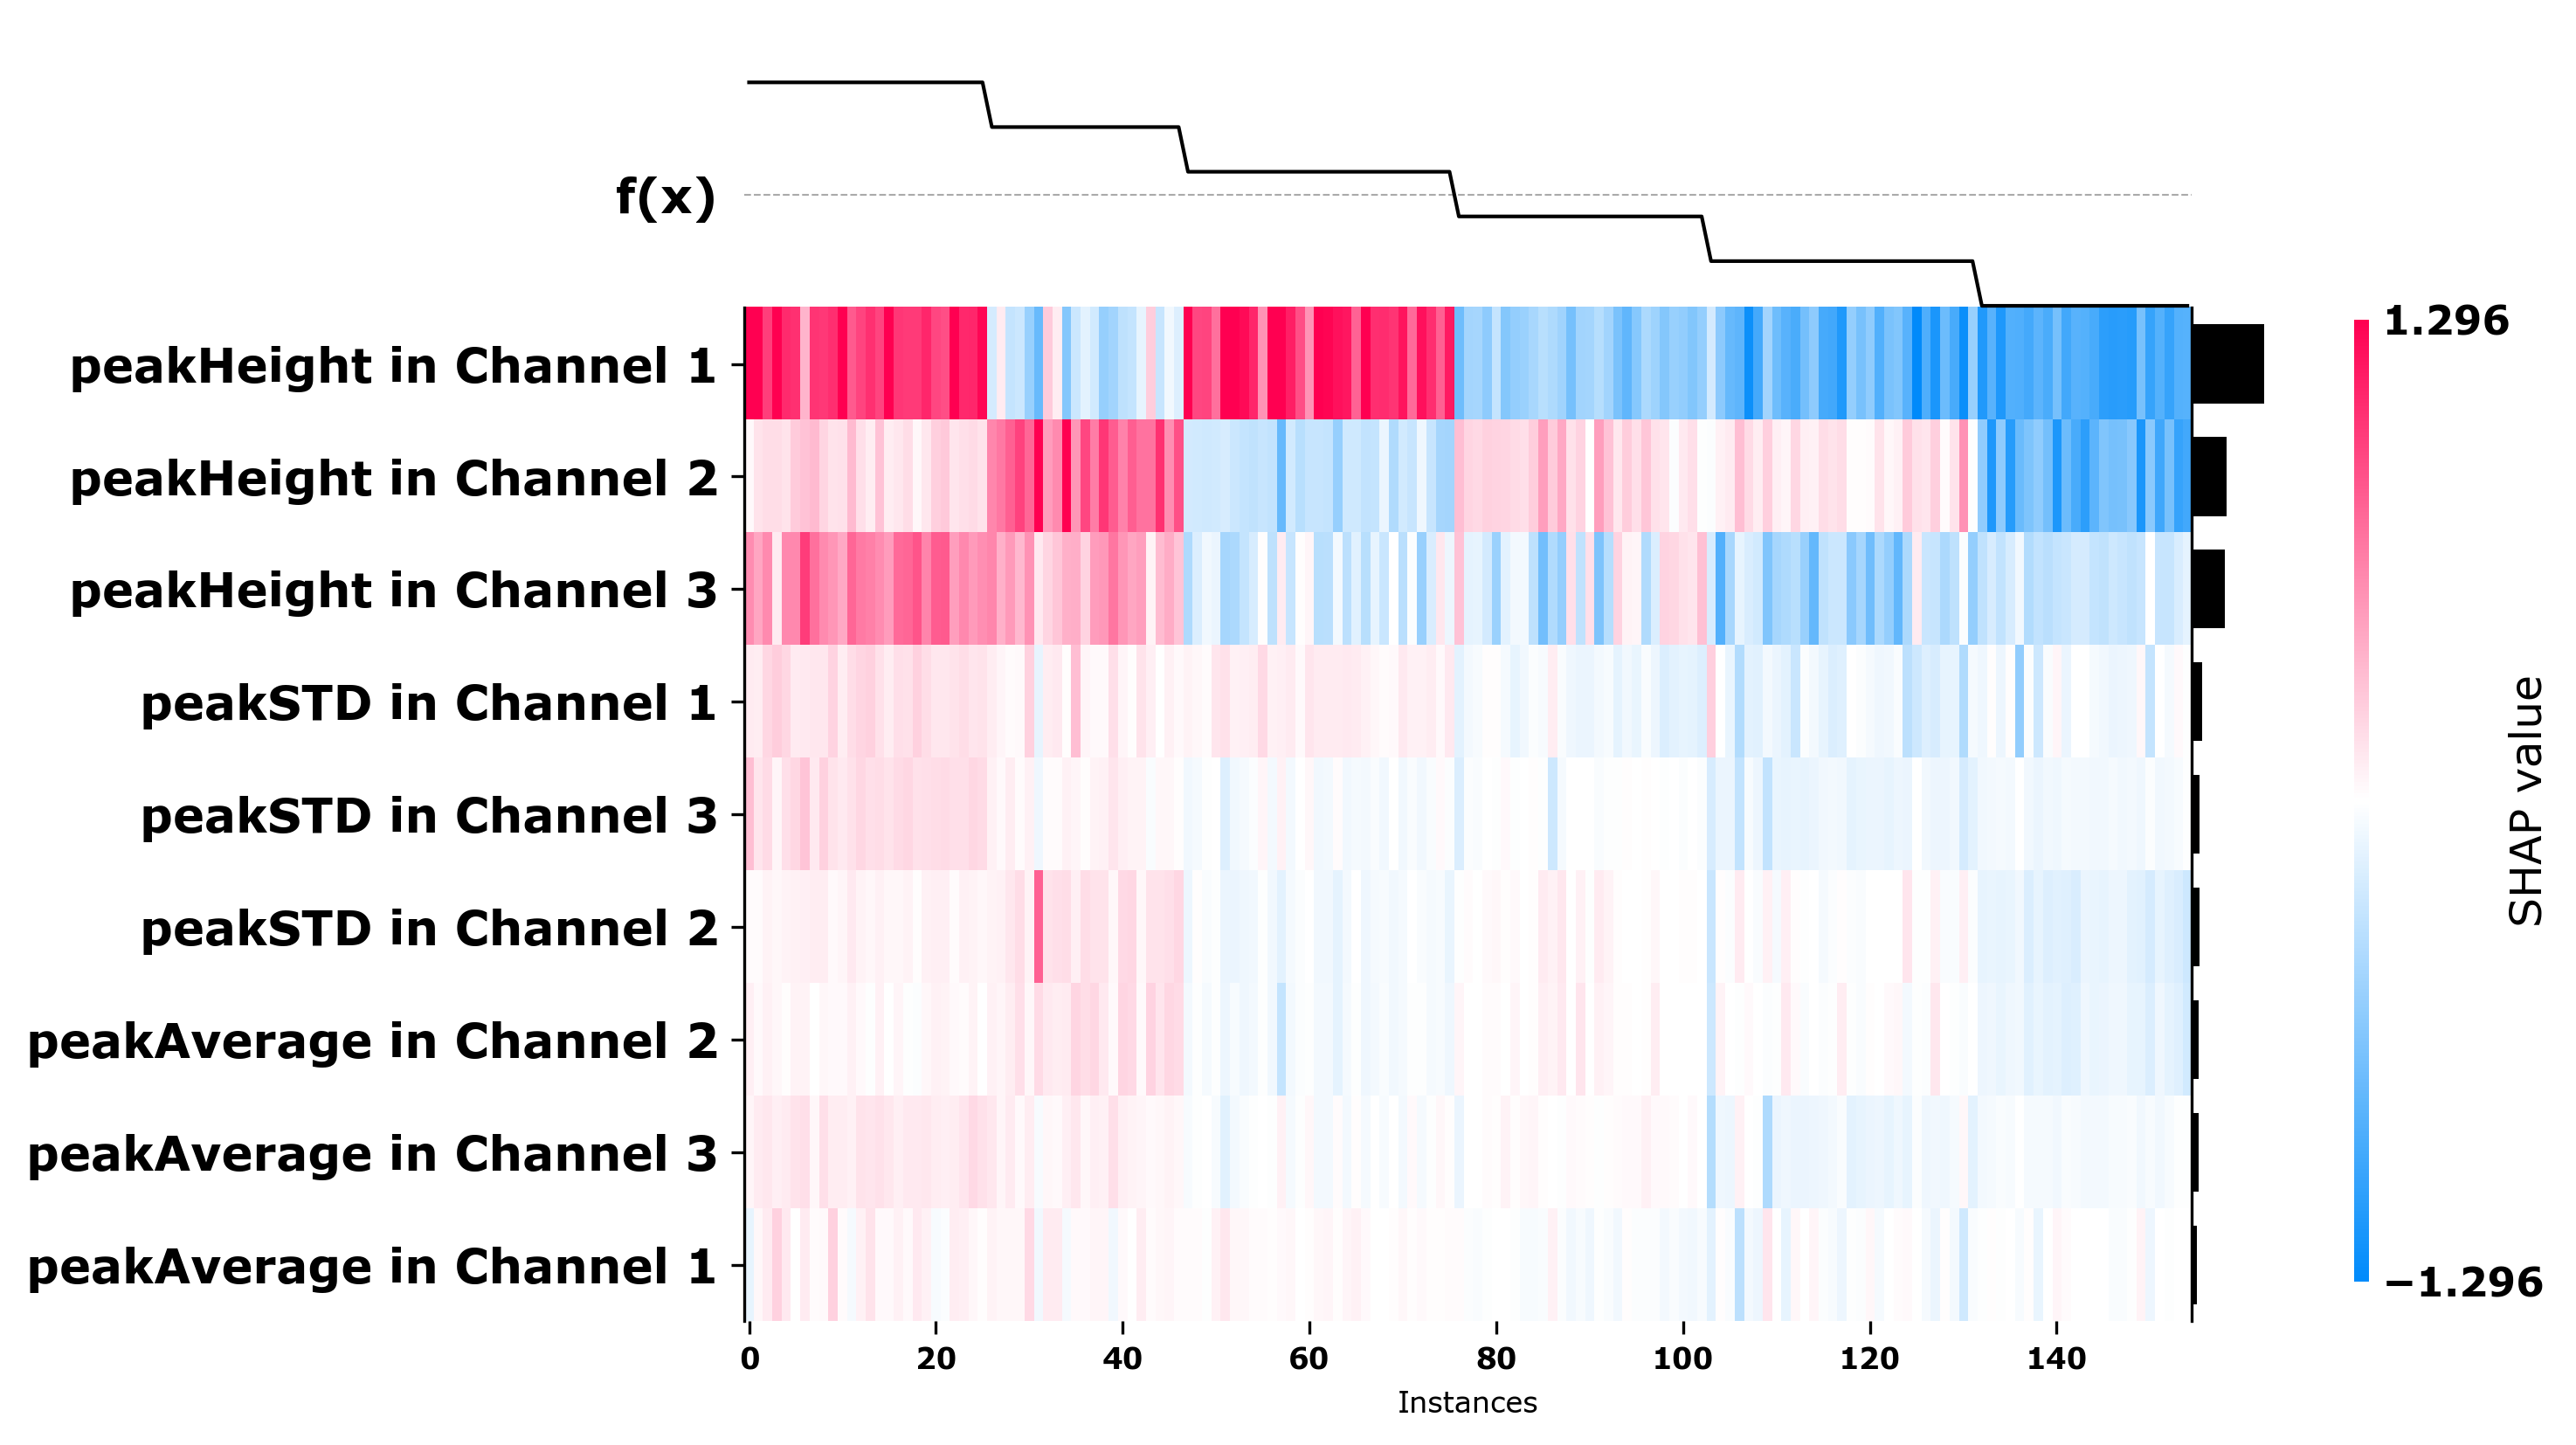 f(x)
peakHeight in Channel 1
peakHeight in Channel 2
peakHeight in Channel 3
peakSTD in Channel 1
peakSTD in Channel 3
peakSTD in Channel 2
peakAverage in Channel 2
peakAverage in Channel 3
peakAverage in Channel 1
0 20 40 60 80 100 120 140
Instances
1.296
SHAP value
−1.296